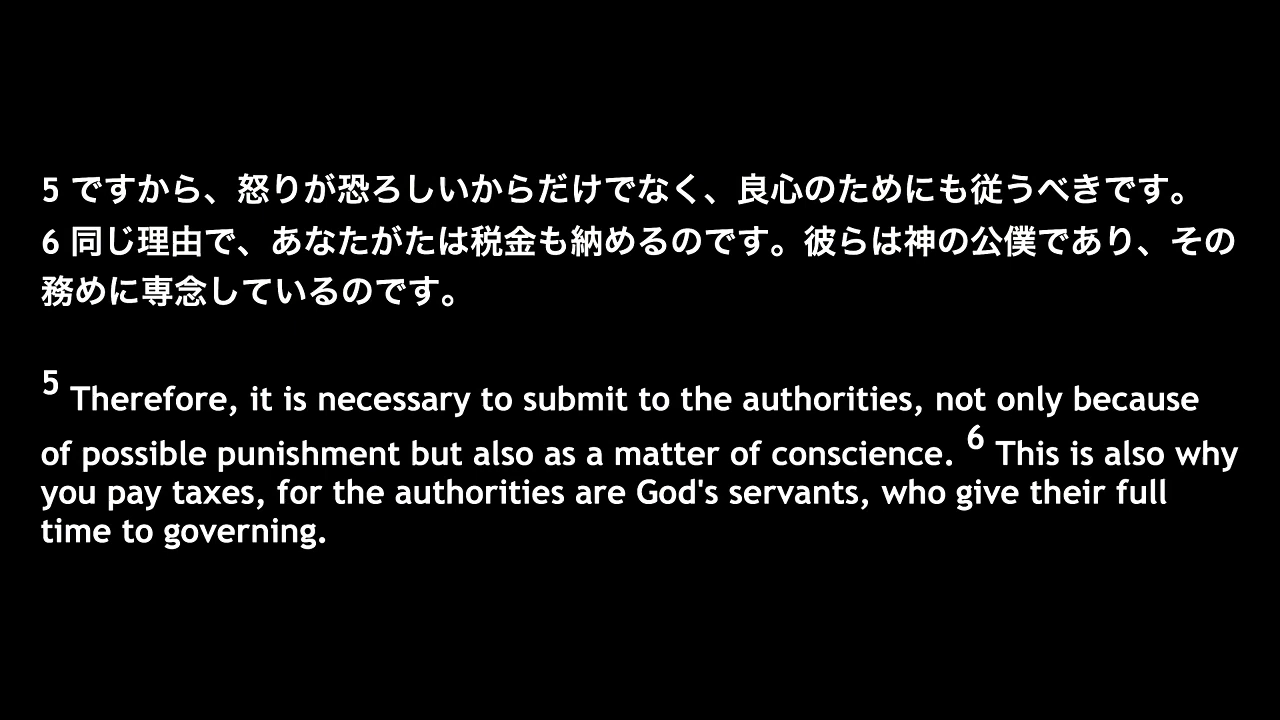 5 ですから、怒りが恐ろしいからだけでなく、良心のためにも従うべきです。
6 同じ理由で、あなたがたは税金も納めるのです。彼らは神の公僕であり、その
務めに専念しているのです。
5 Therefore, it is necessary to submit to the authorities, not only because
of possible punishment but also as a matter of conscience. 6 This is also why
you pay taxes, for the authorities are God's servants, who give their full
time to governing.